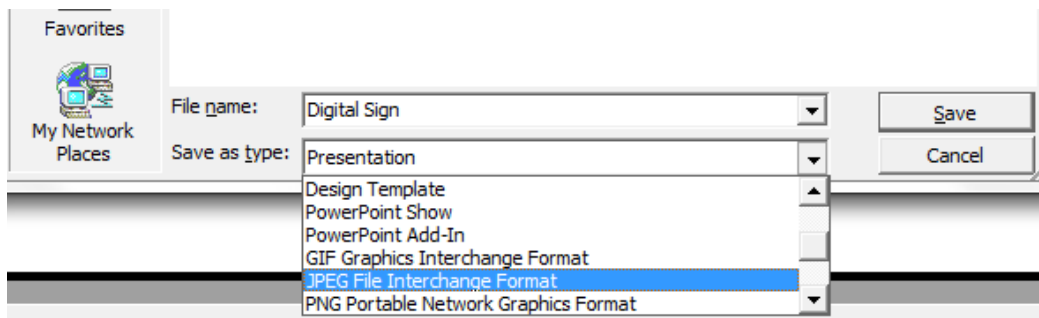 Favorites
My Network
Places
File name:
Digital Sign
Save
Save as type:
Presentation
Cancel
Design Template
PowerPoint Show
PowerPoint Add-In
GIF Graphics Interchange Format
JPEG File Interchange Format
PNG Portable Network Graphics Format